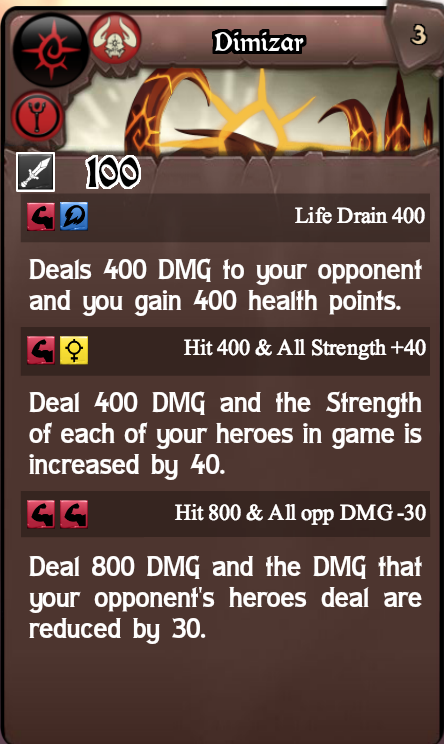 Dimizar
3
100
Life Drain 400
Deals 400 DMG to your opponent
and you gain 400 health points.
Hit 400 & All Strength +40
Deal 400 DMG and the Strength
of each of your heroes in game is
increased by 40.
Hit 800 & All opp DMG -30
Deal 800 DMG and the DMG that
your opponent's heroes deal are
reduced by 30.